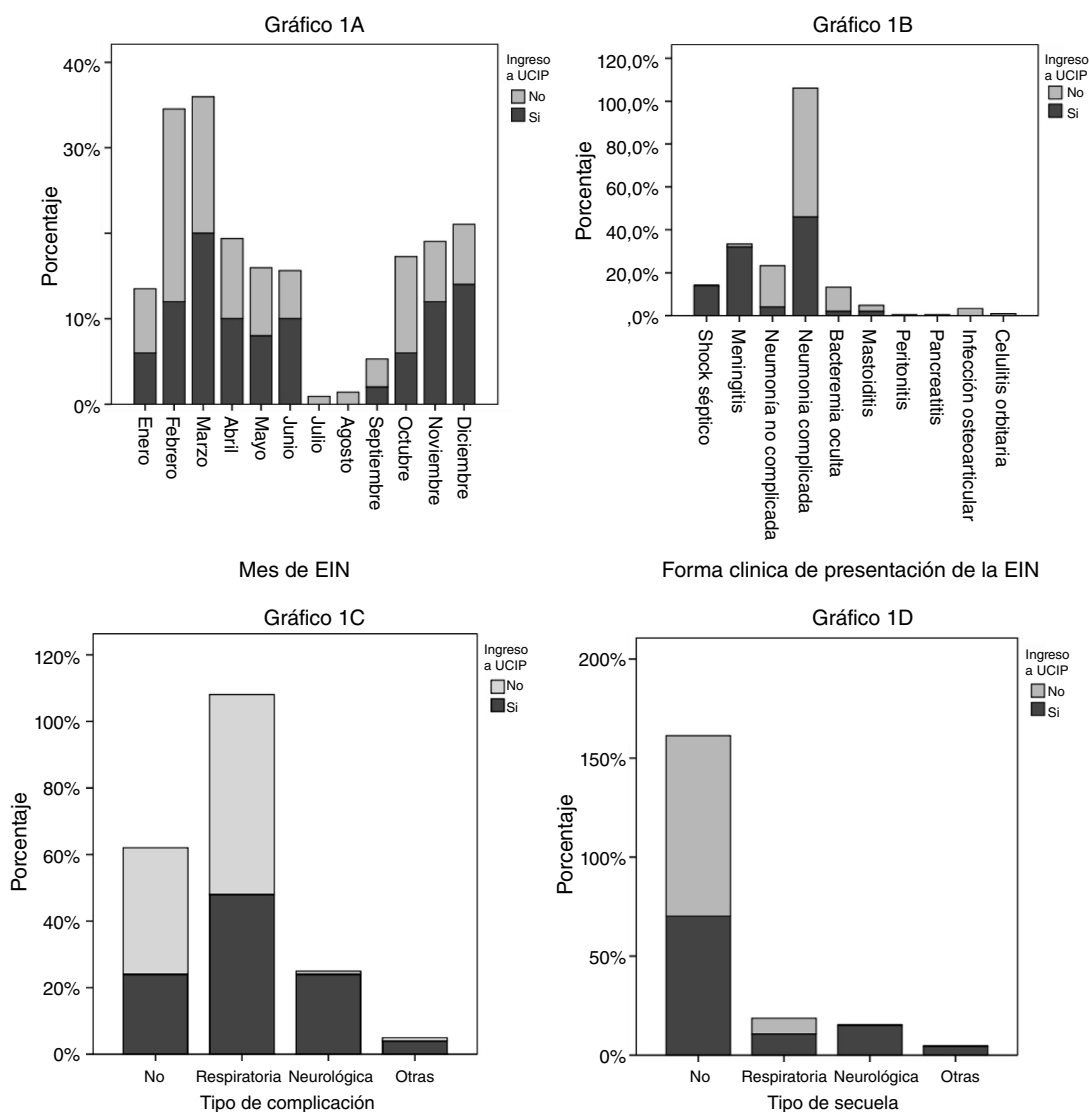 Gráfico 1A
Ingreso
a UCIP
No
Si
40%
30%
10%
0%
Porcentaje
Enero
Febrero
Marzo
Abril
Mayo
Junio
Julio
Agosto
Septiembre
Octubre
Noviembre
Diciembre
Mes de EIN
Gráfico 1B
Ingreso
a UCIP
No
Si
120,0%
100,0%
80,0%
60,0%
40,0%
20,0%
,0%
Porcentaje
Shock séptico
Meningitis
Neumonía no complicada
Neumonia complicada
Bacteremia oculta
Mastoiditis
Peritonitis
Pancreatitis
Infección osteoarticular
Celulitis orbitaria
Forma clinica de presentación de la EIN
Gráfico 1C
Ingreso
a UCIP
No
Si
120%
100%
80%
60%
40%
20%
0%
Porcentaje
No
Respiratoria
Neurológica
Otras
Tipo de complicación
Gráfico 1D
Ingreso
a UCIP
No
Si
200%
150%
100%
50%
0%
Porcentaje
No
Respiratoria
Neurológica
Otras
Tipo de secuela